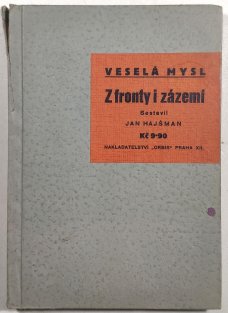 VESELÁ MYSL
Z fronty i zázemí
Sestavil
JAN HAJŠMAN
Kč 9·90
NAKLADATELSTVÍ „ORBIS” PRAHA XII.